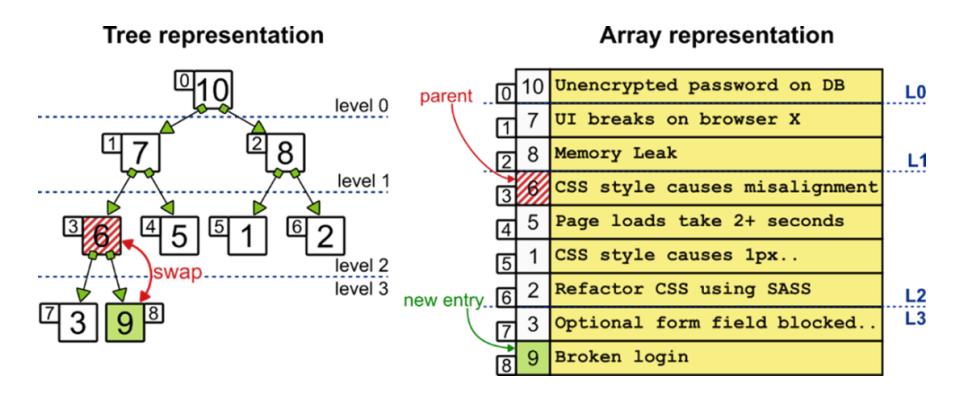 Tree representation
0 10
level 0
1 7
2 8
level 1
3 6
4 5
5 1
6 2
swap
level 2
level 3
7 3
9 8
Array representation
parent
new entry
0 10 Unencrypted password on DB
L0
1 7 UI breaks on browser X
2 8 Memory Leak
L1
3 6 CSS style causes misalignment
4 5 Page loads take 2+ seconds
5 1 CSS style causes 1px..
6 2 Refactor CSS using SASS
L2
L3
7 3 Optional form field blocked..
8 9 Broken login